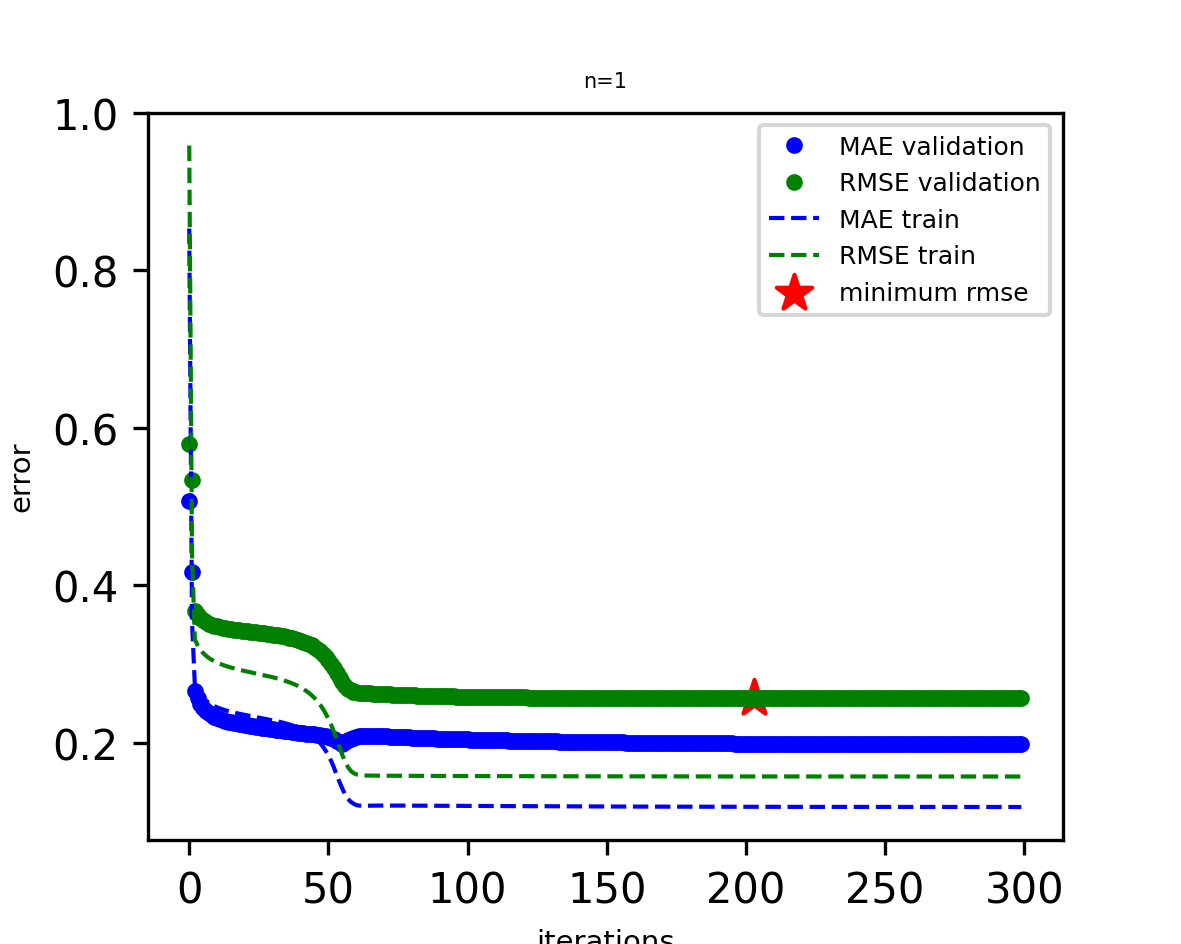 n=1
1.0
0.8
0.6
0.4
0.2
error
MAE validation
RMSE validation
MAE train
RMSE train
minimum rmse
0 50 100 150 200 250 300
iterations